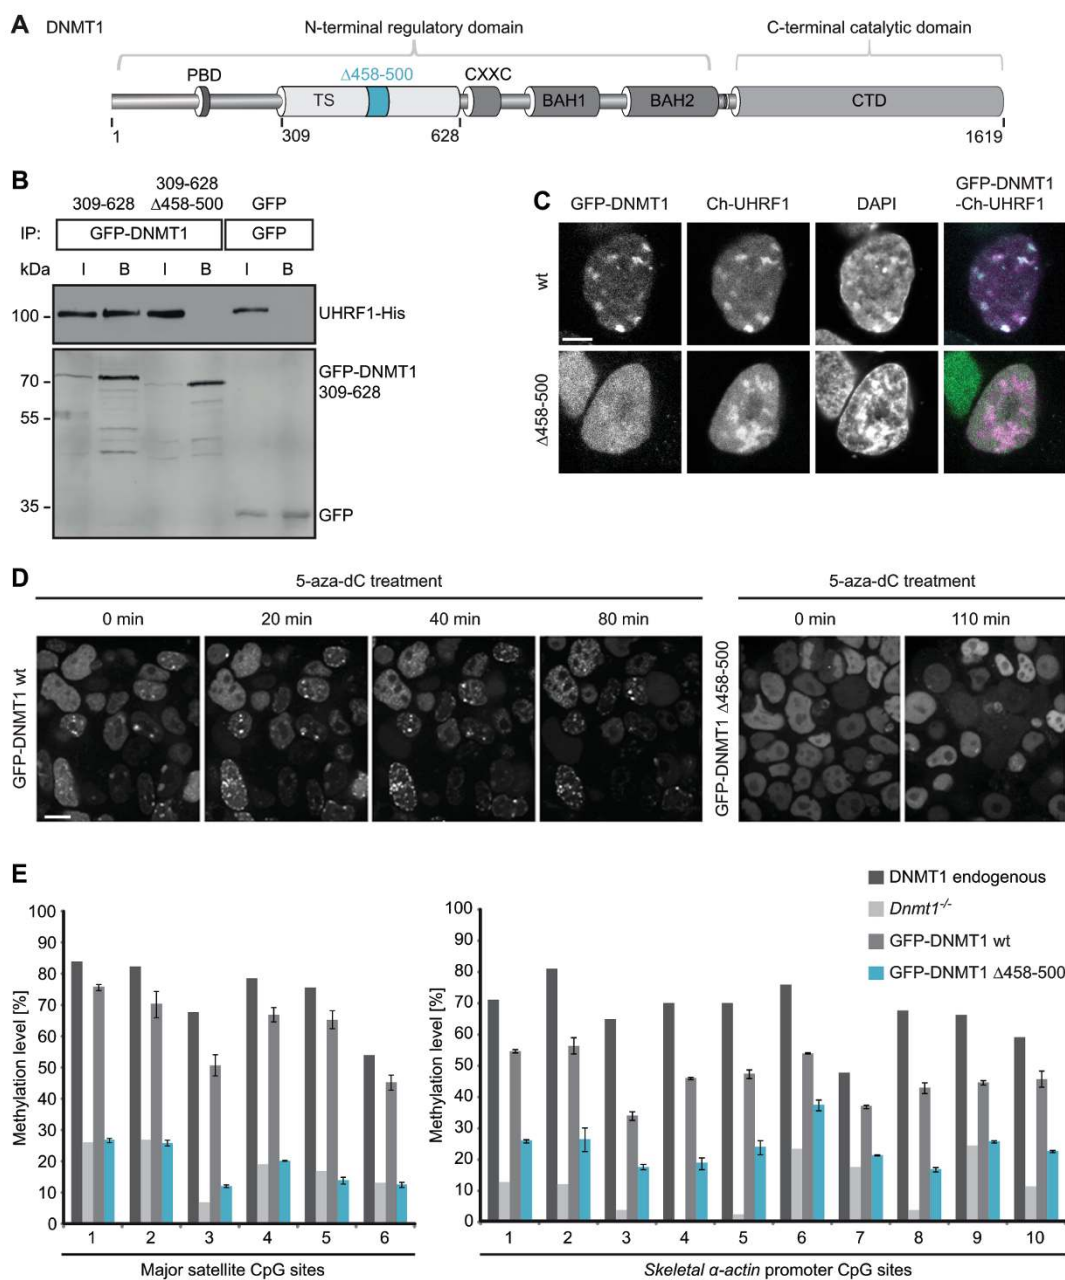 A
DNMT1
N-terminal regulatory domain
C-terminal catalytic domain
PBD
Δ458-500
CXXC
TS
BAH1
BAH2
CTD
1
309
628
1619
B
309-628
309-628
Δ458-500
GFP
IP:
GFP-DNMT1
GFP
kDa
I
B
I
B
I
B
100
UHRF1-His
70
GFP-DNMT1
309-628
55
35
GFP
C
GFP-DNMT1
Ch-UHRF1
DAPI
GFP-DNMT1
-Ch-UHRF1
wt
Δ458-500
D
5-aza-dC treatment
0 min
20 min
40 min
80 min
GFP-DNMT1 wt
5-aza-dC treatment
0 min
110 min
GFP-DNMT1 Δ458-500
E
DNMT1 endogenous
Dnmt1-/-
GFP-DNMT1 wt
GFP-DNMT1 Δ458-500
Methylation level [%]
100
90
80
70
60
50
40
30
20
10
0
1 2 3 4 5 6
Major satellite CpG sites
Methylation level [%]
100
90
80
70
60
50
40
30
20
10
0
1 2 3 4 5 6 7 8 9 10
Skeletal α-actin promoter CpG sites